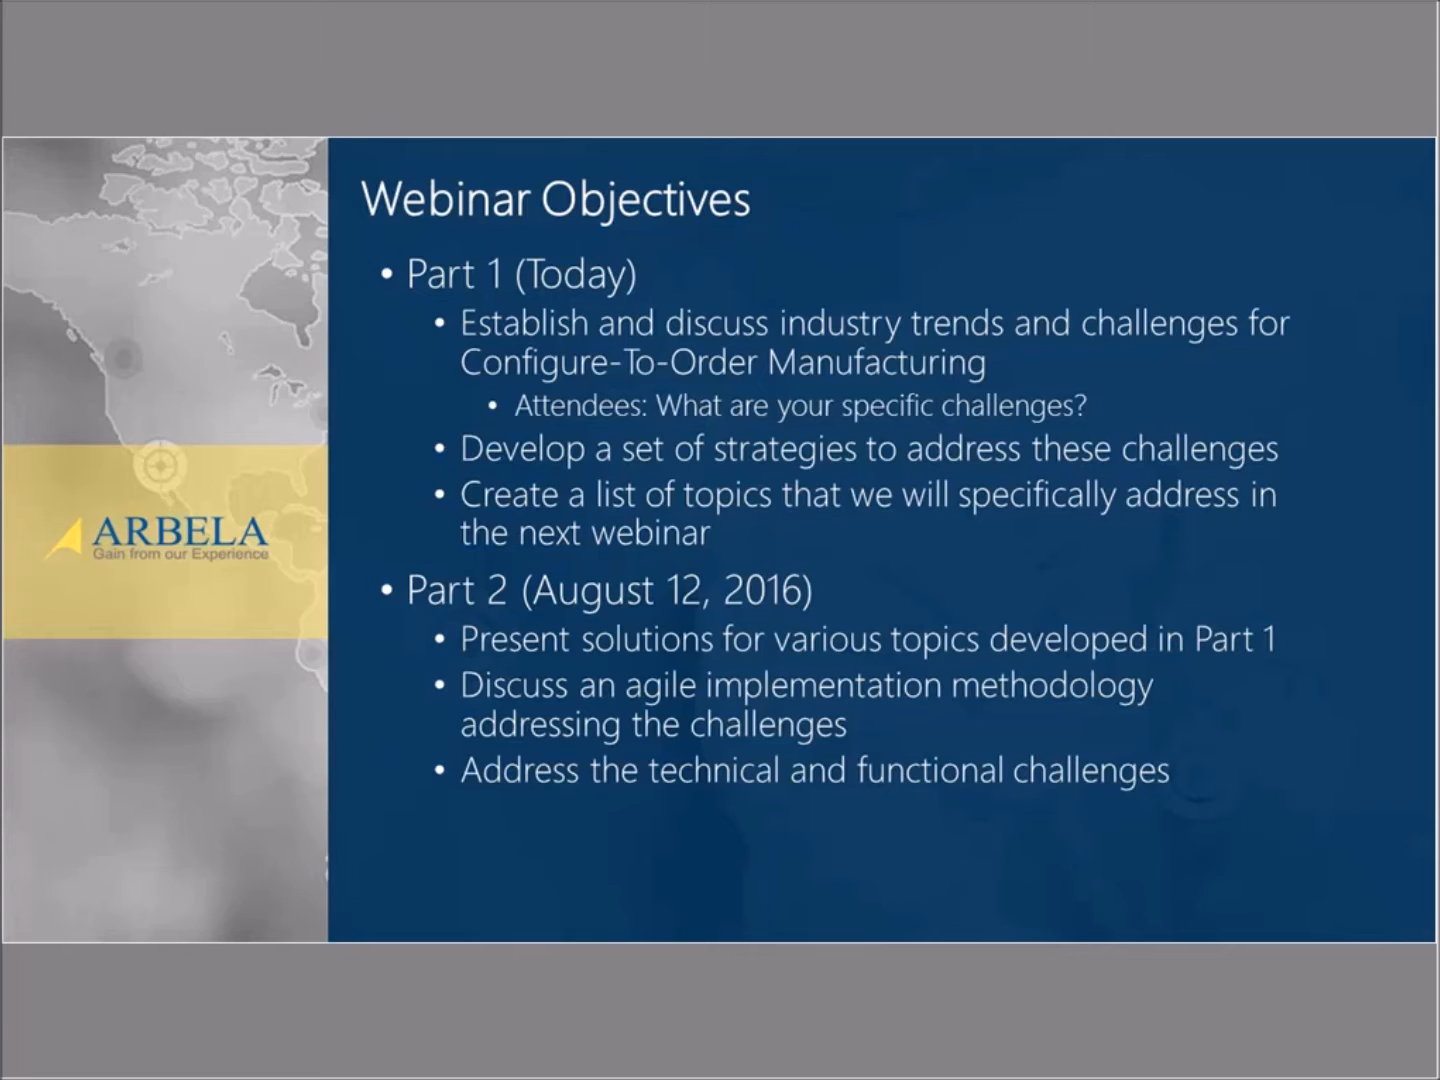 Webinar Objectives
• Part 1 (Today)
• Establish and discuss industry trends and challenges for
Configure-To-Order Manufacturing
• Attendees: What are your specific challenges?
• Develop a set of strategies to address these challenges
• Create a list of topics that we will specifically address in
the next webinar
• Part 2 (August 12, 2016)
• Present solutions for various topics developed in Part 1
• Discuss an agile implementation methodology
addressing the challenges
• Address the technical and functional challenges
ARBELA
Gain from our Experience